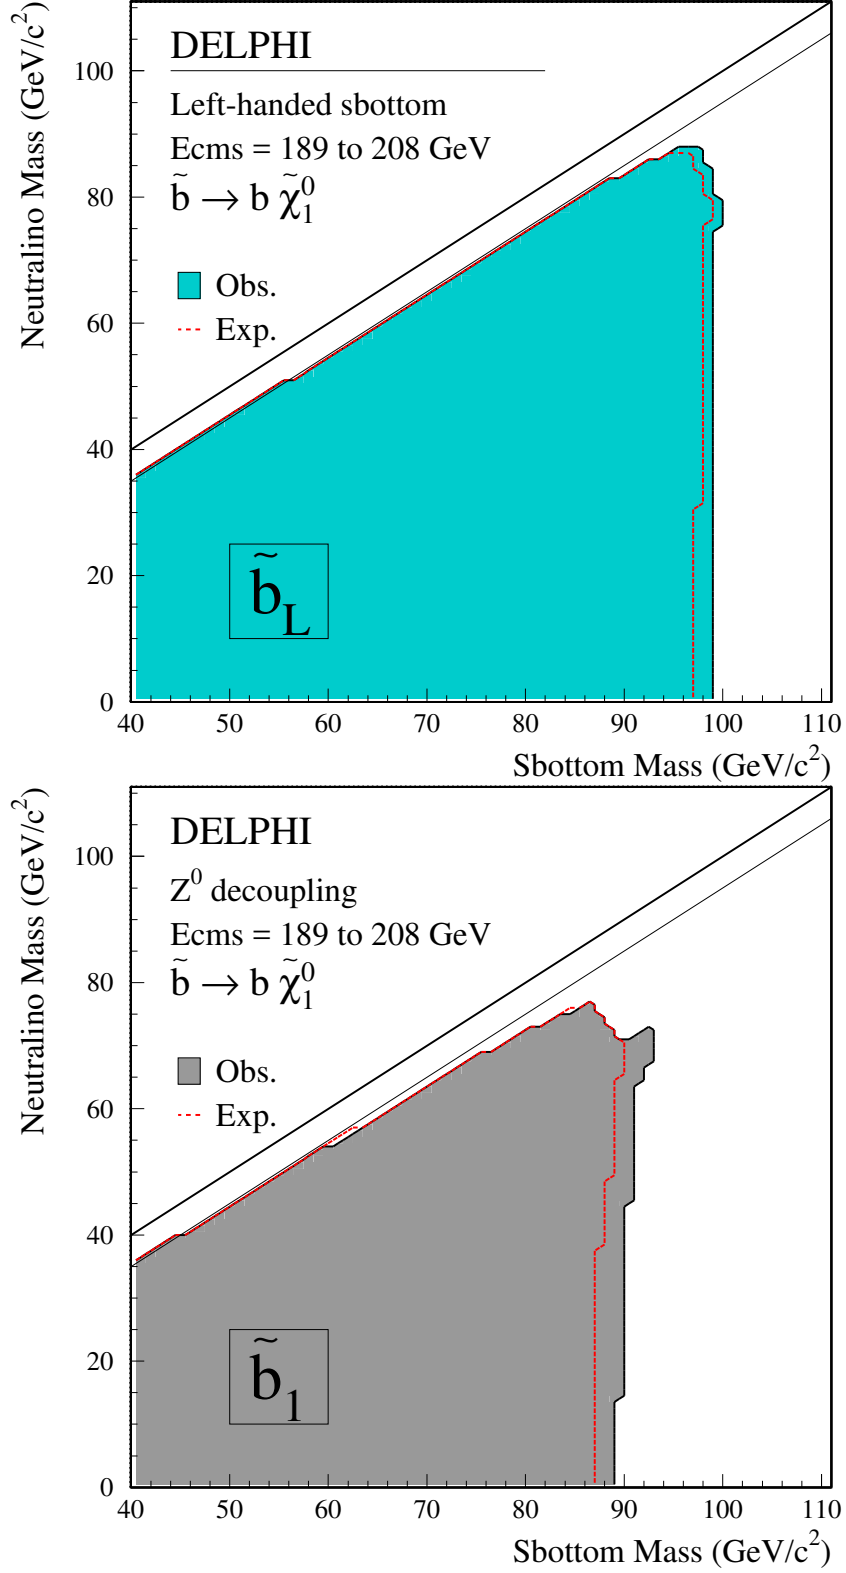 Neutralino Mass (GeV/c²)
DELPHI
Left-handed sbottom
Ecms = 189 to 208 GeV
b̃ → b χ̃₁⁰
Obs.
Exp.
b̃_L
100
80
60
40
20
0
40 50 60 70 80 90 100 110
Sbottom Mass (GeV/c²)
Neutralino Mass (GeV/c²)
DELPHI
Z⁰ decoupling
Ecms = 189 to 208 GeV
b̃ → b χ̃₁⁰
Obs.
Exp.
b̃₁
100
80
60
40
20
0
40 50 60 70 80 90 100 110
Sbottom Mass (GeV/c²)